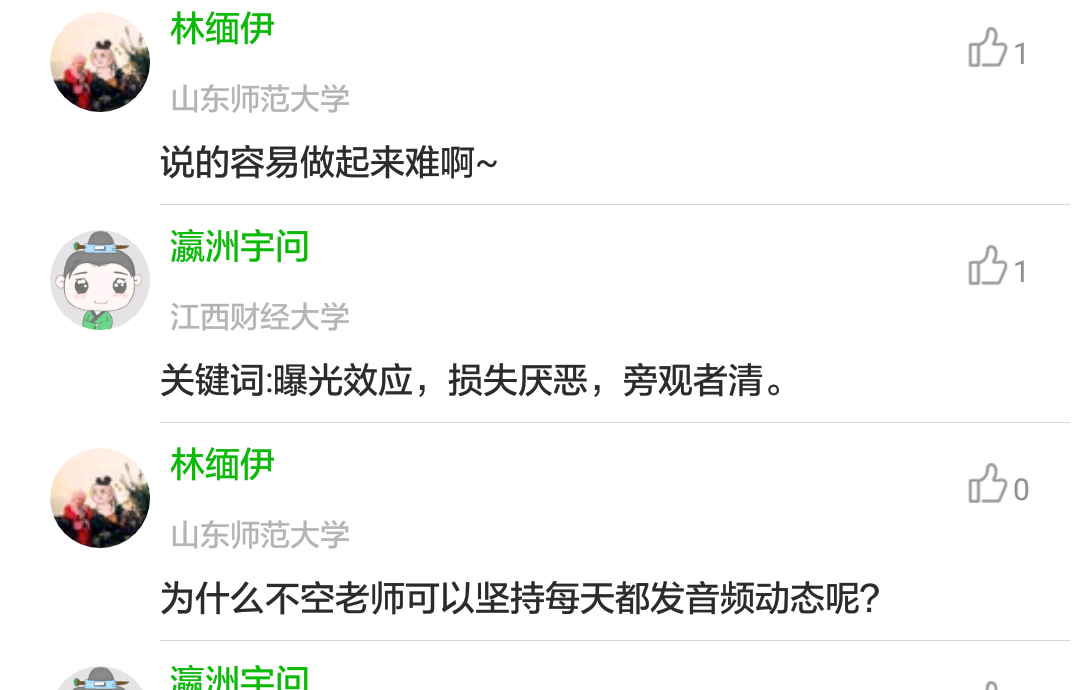 林缅伊
1
山东师范大学
说的容易做起来难啊~
瀛洲宇问
1
江西财经大学
关键词:曝光效应，损失厌恶，旁观者清。
林缅伊
0
山东师范大学
为什么不空老师可以坚持每天都发音频动态呢?
瀛洲宇问